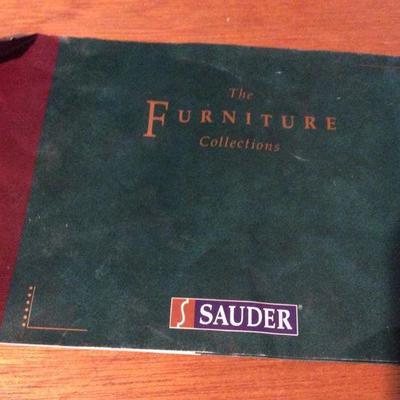 The
FURNITURE
Collections
S SAUDER®